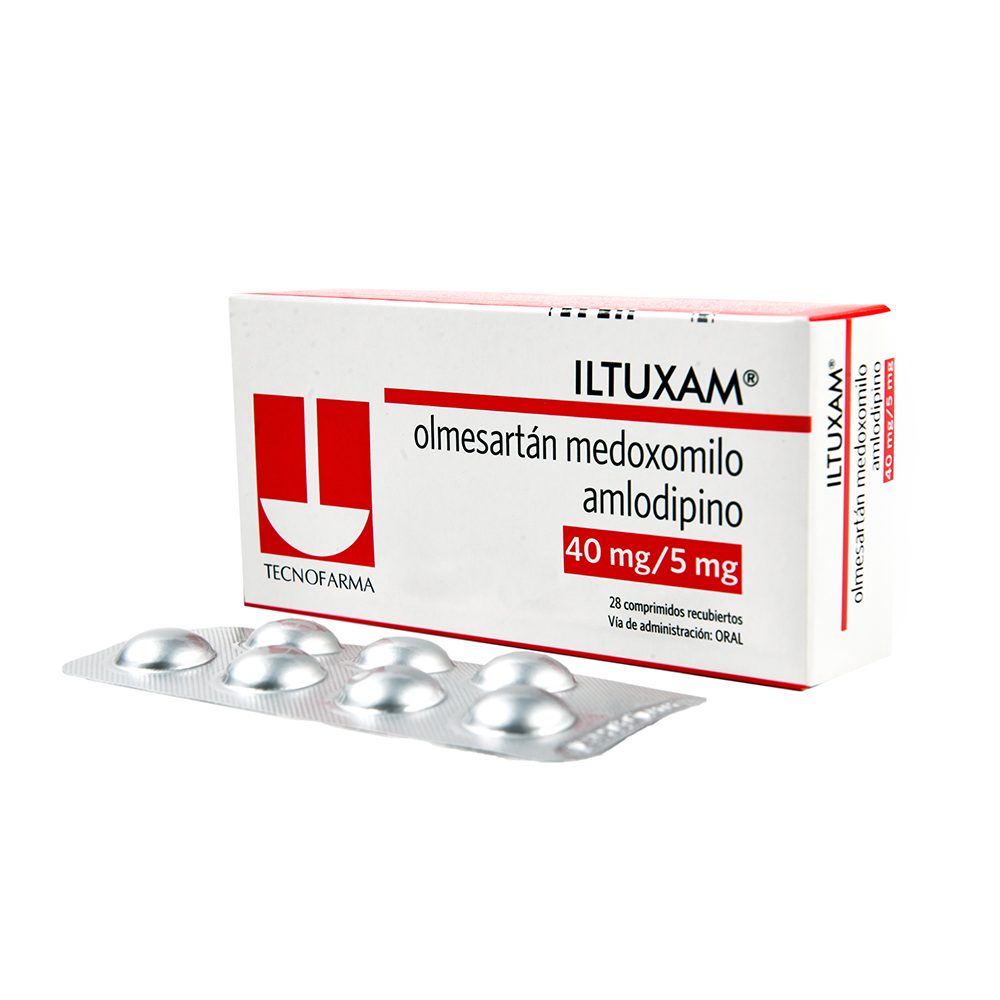 ILTUXAM®
olmesartán medoxomilo
amlodipino
40 mg/5 mg
28 comprimidos recubiertos
Vía de administración: ORAL
TECNOFARMA
ILTUXAM®
olmesartán medoxomilo
amlodipino
40 mg/5 mg